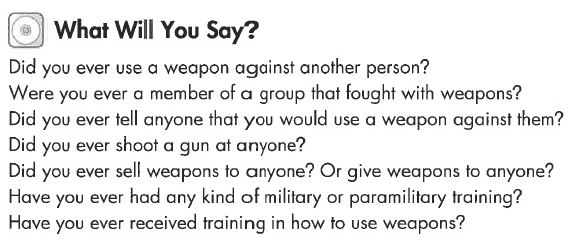 What Will You Say?
Did you ever use a weapon against another person?
Were you ever a member of a group that fought with weapons?
Did you ever tell anyone that you would use a weapon against them?
Did you ever shoot a gun at anyone?
Did you ever sell weapons to anyone? Or give weapons to anyone?
Have you ever had any kind of military or paramilitary training?
Have you ever received training in how to use weapons?